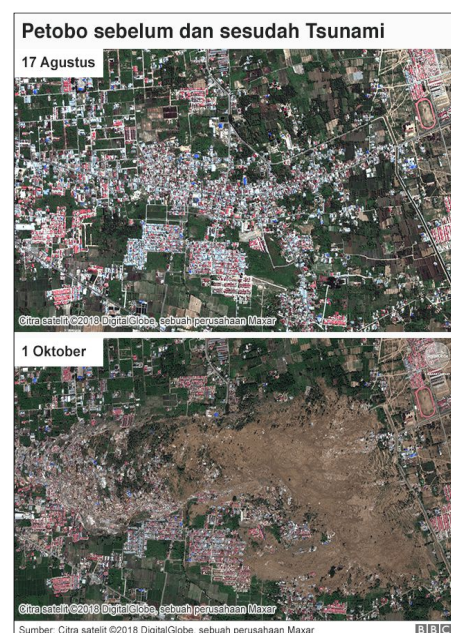 Petobo sebelum dan sesudah Tsunami
17 Agustus
Citra satelit ©2018 DigitalGlobe, sebuah perusahaan Maxar
1 Oktober
Citra satelit ©2018 DigitalGlobe, sebuah perusahaan Maxar
Sumber: Citra satelit ©2018 DigitalGlobe, sebuah perusahaan Maxar
BBC